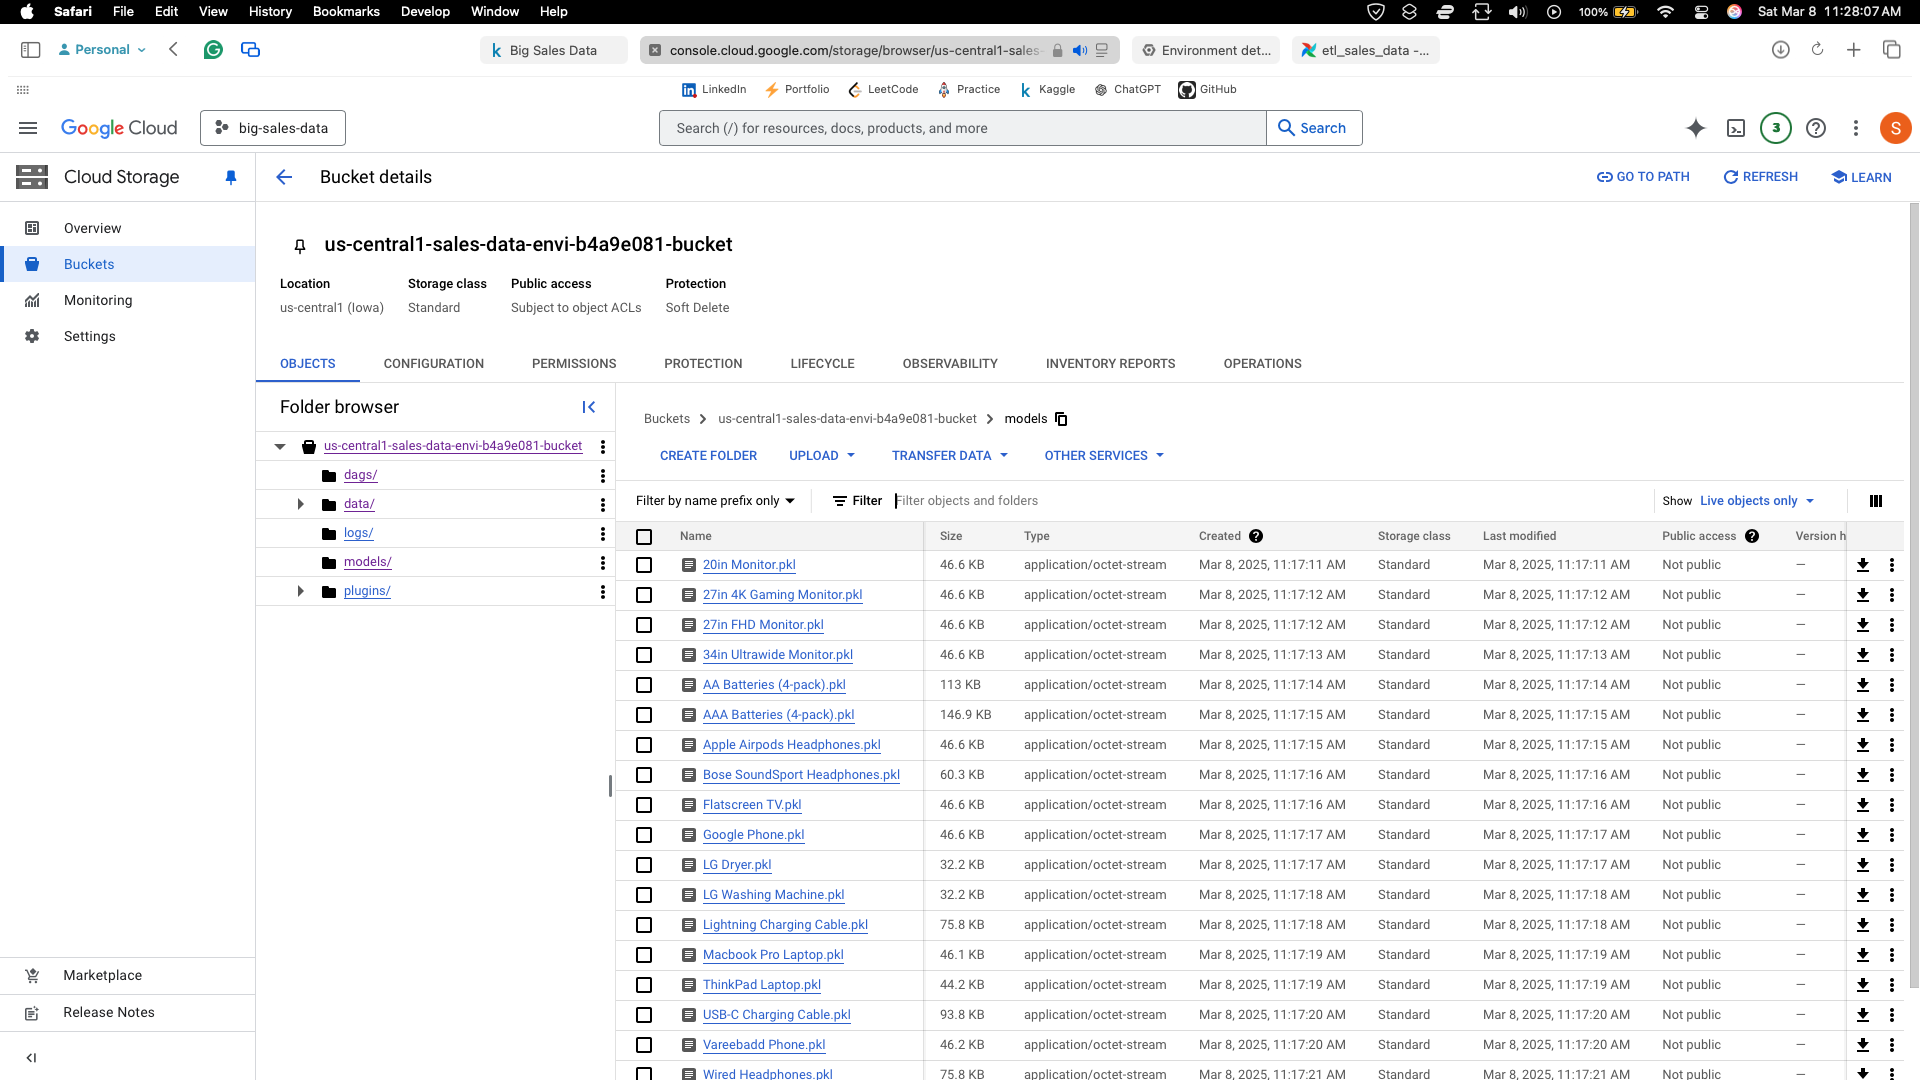 Safari File Edit View History Bookmarks Develop Window Help 100% Sat Mar 8 11:28:07 AM
Personal Big Sales Data console.cloud.google.com/storage/browser/us-central1-sales- Environment det... etl_sales_data -...
LinkedIn Portfolio LeetCode Practice Kaggle ChatGPT GitHub
Google Cloud big-sales-data Search (/) for resources, docs, products, and more Search 3 S
Cloud Storage Bucket details GO TO PATH REFRESH LEARN
Overview
Buckets
Monitoring
Settings
Marketplace
Release Notes
us-central1-sales-data-envi-b4a9e081-bucket
Location Storage class Public access Protection
us-central1 (Iowa) Standard Subject to object ACLs Soft Delete
OBJECTS CONFIGURATION PERMISSIONS PROTECTION LIFECYCLE OBSERVABILITY INVENTORY REPORTS OPERATIONS
Folder browser
us-central1-sales-data-envi-b4a9e081-bucket
dags/
data/
logs/
models/
plugins/
Buckets us-central1-sales-data-envi-b4a9e081-bucket models
CREATE FOLDER UPLOAD TRANSFER DATA OTHER SERVICES
Filter by name prefix only Filter Filter objects and folders Show Live objects only
Name Size Type Created Storage class Last modified Public access Version h
20in Monitor.pkl 46.6 KB application/octet-stream Mar 8, 2025, 11:17:11 AM Standard Mar 8, 2025, 11:17:11 AM Not public —
27in 4K Gaming Monitor.pkl 46.6 KB application/octet-stream Mar 8, 2025, 11:17:12 AM Standard Mar 8, 2025, 11:17:12 AM Not public —
27in FHD Monitor.pkl 46.6 KB application/octet-stream Mar 8, 2025, 11:17:12 AM Standard Mar 8, 2025, 11:17:12 AM Not public —
34in Ultrawide Monitor.pkl 46.6 KB application/octet-stream Mar 8, 2025, 11:17:13 AM Standard Mar 8, 2025, 11:17:13 AM Not public —
AA Batteries (4-pack).pkl 113 KB application/octet-stream Mar 8, 2025, 11:17:14 AM Standard Mar 8, 2025, 11:17:14 AM Not public —
AAA Batteries (4-pack).pkl 146.9 KB application/octet-stream Mar 8, 2025, 11:17:15 AM Standard Mar 8, 2025, 11:17:15 AM Not public —
Apple Airpods Headphones.pkl 46.6 KB application/octet-stream Mar 8, 2025, 11:17:15 AM Standard Mar 8, 2025, 11:17:15 AM Not public —
Bose SoundSport Headphones.pkl 60.3 KB application/octet-stream Mar 8, 2025, 11:17:16 AM Standard Mar 8, 2025, 11:17:16 AM Not public —
Flatscreen TV.pkl 46.6 KB application/octet-stream Mar 8, 2025, 11:17:16 AM Standard Mar 8, 2025, 11:17:16 AM Not public —
Google Phone.pkl 46.6 KB application/octet-stream Mar 8, 2025, 11:17:17 AM Standard Mar 8, 2025, 11:17:17 AM Not public —
LG Dryer.pkl 32.2 KB application/octet-stream Mar 8, 2025, 11:17:17 AM Standard Mar 8, 2025, 11:17:17 AM Not public —
LG Washing Machine.pkl 32.2 KB application/octet-stream Mar 8, 2025, 11:17:18 AM Standard Mar 8, 2025, 11:17:18 AM Not public —
Lightning Charging Cable.pkl 75.8 KB application/octet-stream Mar 8, 2025, 11:17:18 AM Standard Mar 8, 2025, 11:17:18 AM Not public —
Macbook Pro Laptop.pkl 46.1 KB application/octet-stream Mar 8, 2025, 11:17:19 AM Standard Mar 8, 2025, 11:17:19 AM Not public —
ThinkPad Laptop.pkl 44.2 KB application/octet-stream Mar 8, 2025, 11:17:19 AM Standard Mar 8, 2025, 11:17:19 AM Not public —
USB-C Charging Cable.pkl 93.8 KB application/octet-stream Mar 8, 2025, 11:17:20 AM Standard Mar 8, 2025, 11:17:20 AM Not public —
Vareebadd Phone.pkl 46.2 KB application/octet-stream Mar 8, 2025, 11:17:20 AM Standard Mar 8, 2025, 11:17:20 AM Not public —
Wired Headphones.pkl 75.8 KB application/octet-stream Mar 8, 2025, 11:17:21 AM Standard Mar 8, 2025, 11:17:21 AM Not public —